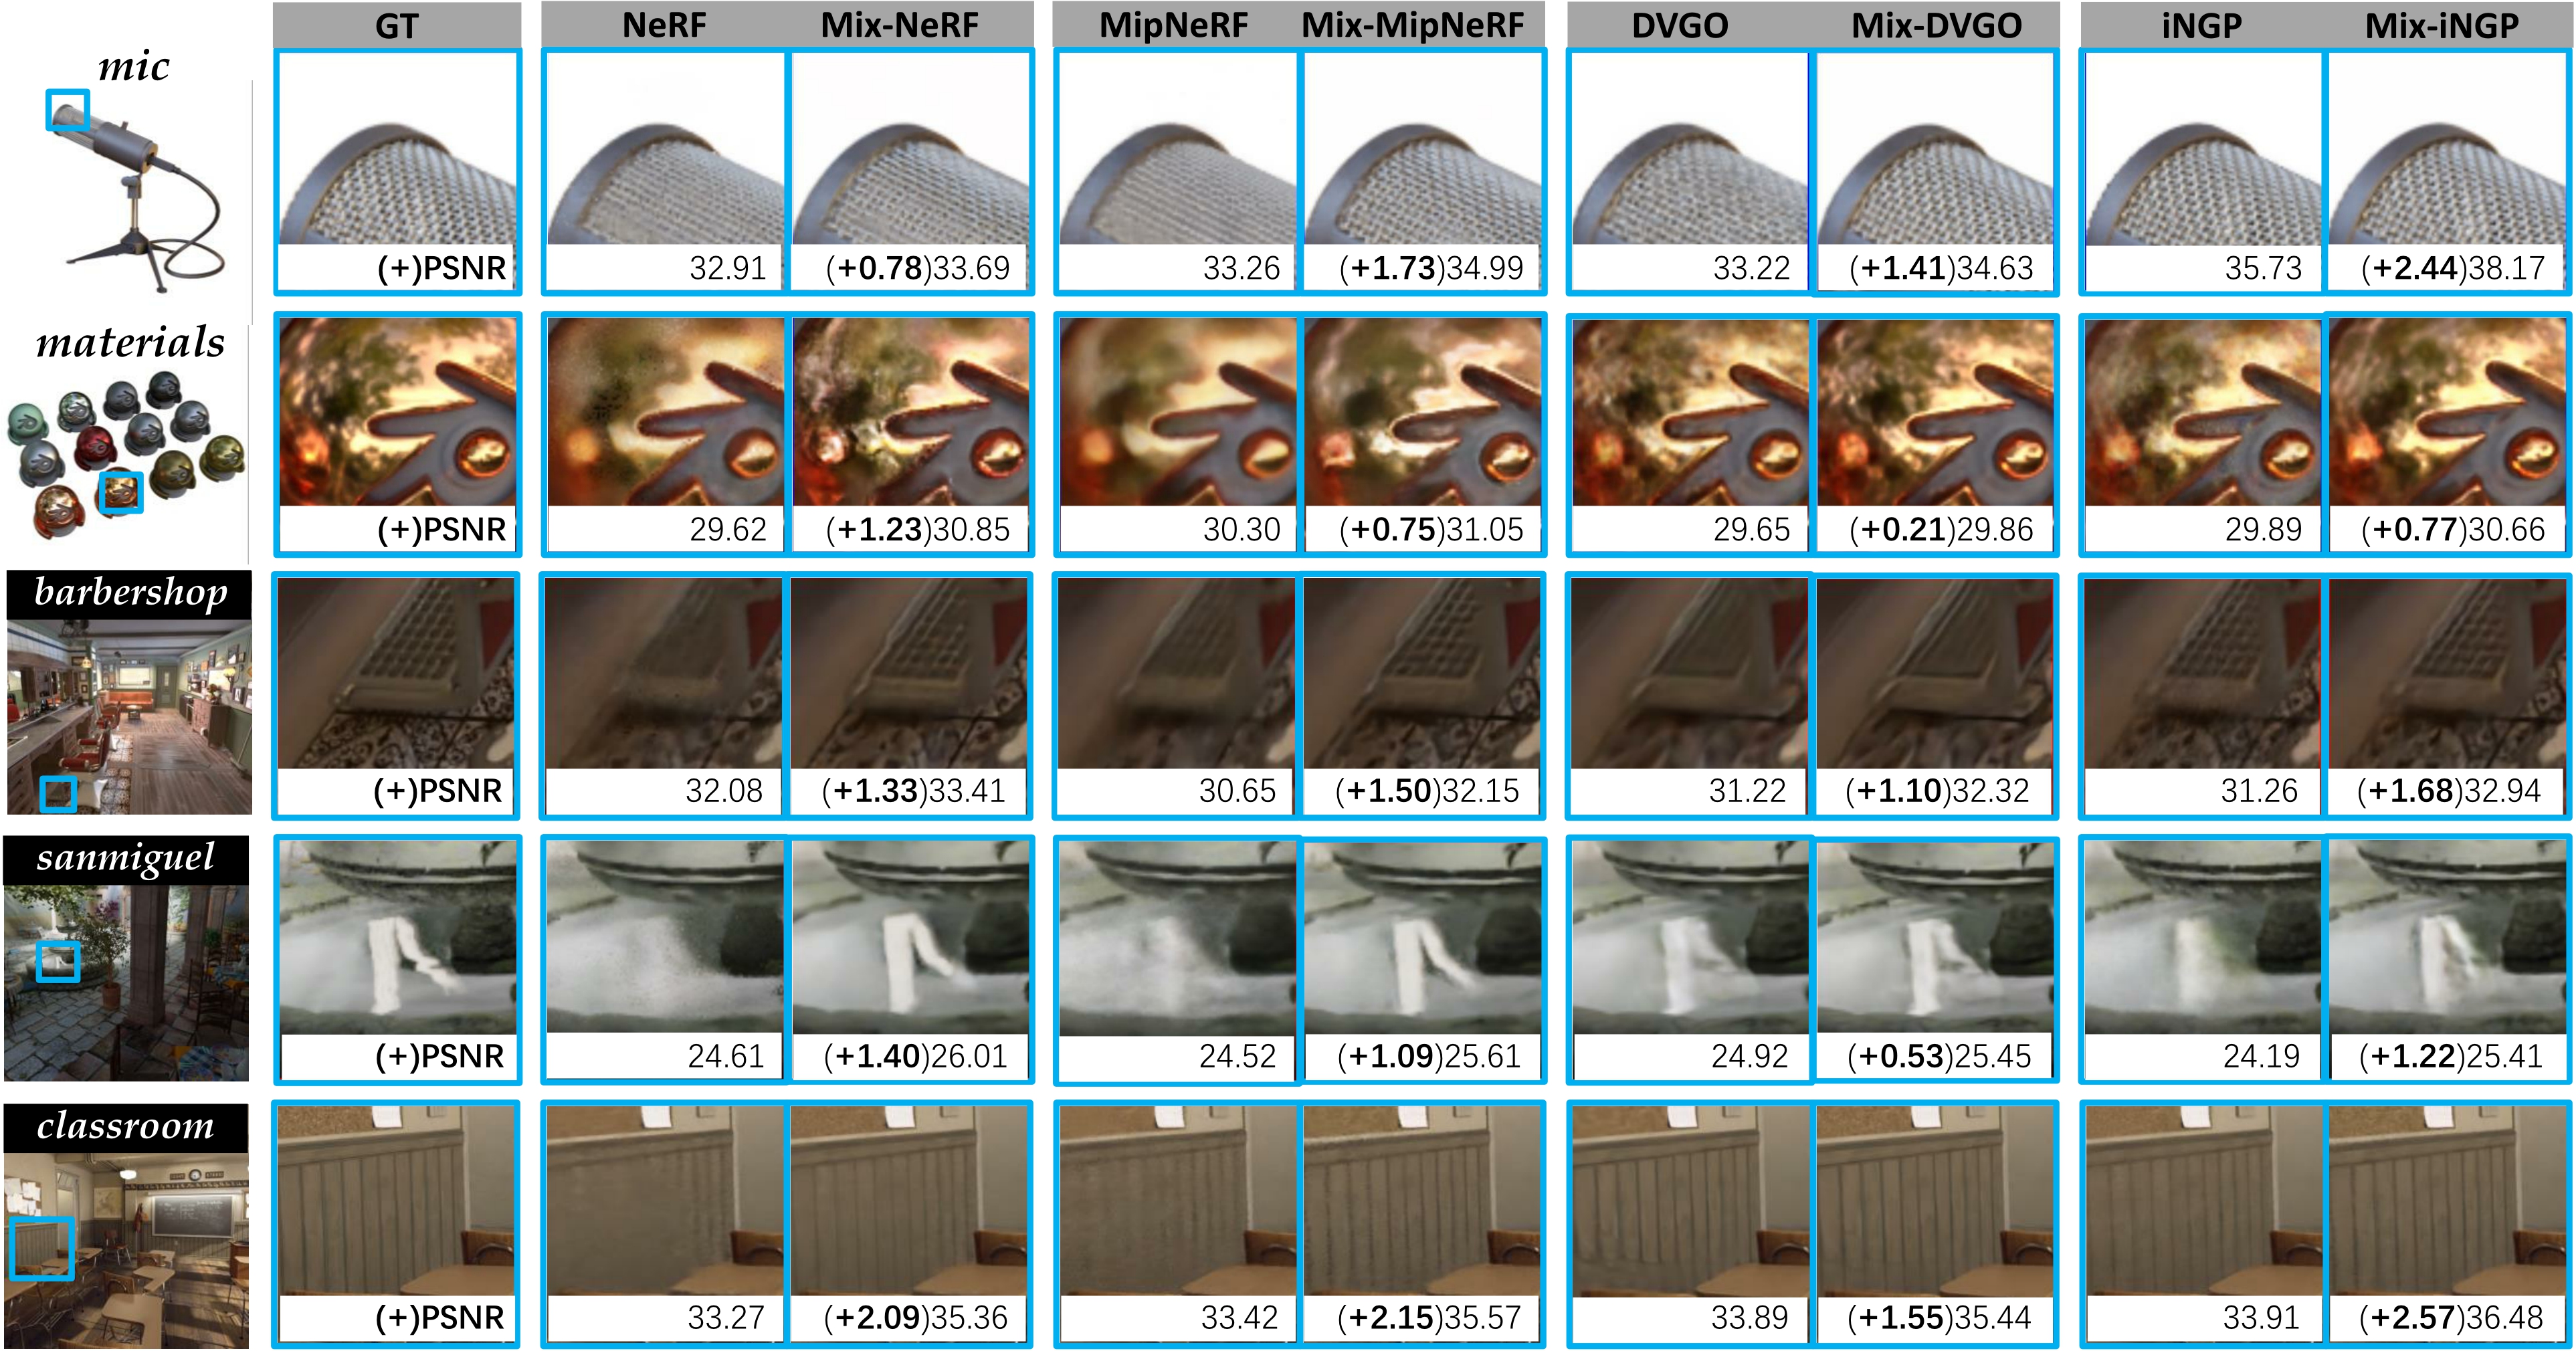 GT NeRF Mix-NeRF MipNeRF Mix-MipNeRF DVGO Mix-DVGO iNGP Mix-iNGP
mic
(+)PSNR 32.91 (+0.78)33.69 33.26 (+1.73)34.99 33.22 (+1.41)34.63 35.73 (+2.44)38.17
materials
(+)PSNR 29.62 (+1.23)30.85 30.30 (+0.75)31.05 29.65 (+0.21)29.86 29.89 (+0.77)30.66
barbershop
(+)PSNR 32.08 (+1.33)33.41 30.65 (+1.50)32.15 31.22 (+1.10)32.32 31.26 (+1.68)32.94
sanmiguel
(+)PSNR 24.61 (+1.40)26.01 24.52 (+1.09)25.61 24.92 (+0.53)25.45 24.19 (+1.22)25.41
classroom
(+)PSNR 33.27 (+2.09)35.36 33.42 (+2.15)35.57 33.89 (+1.55)35.44 33.91 (+2.57)36.48